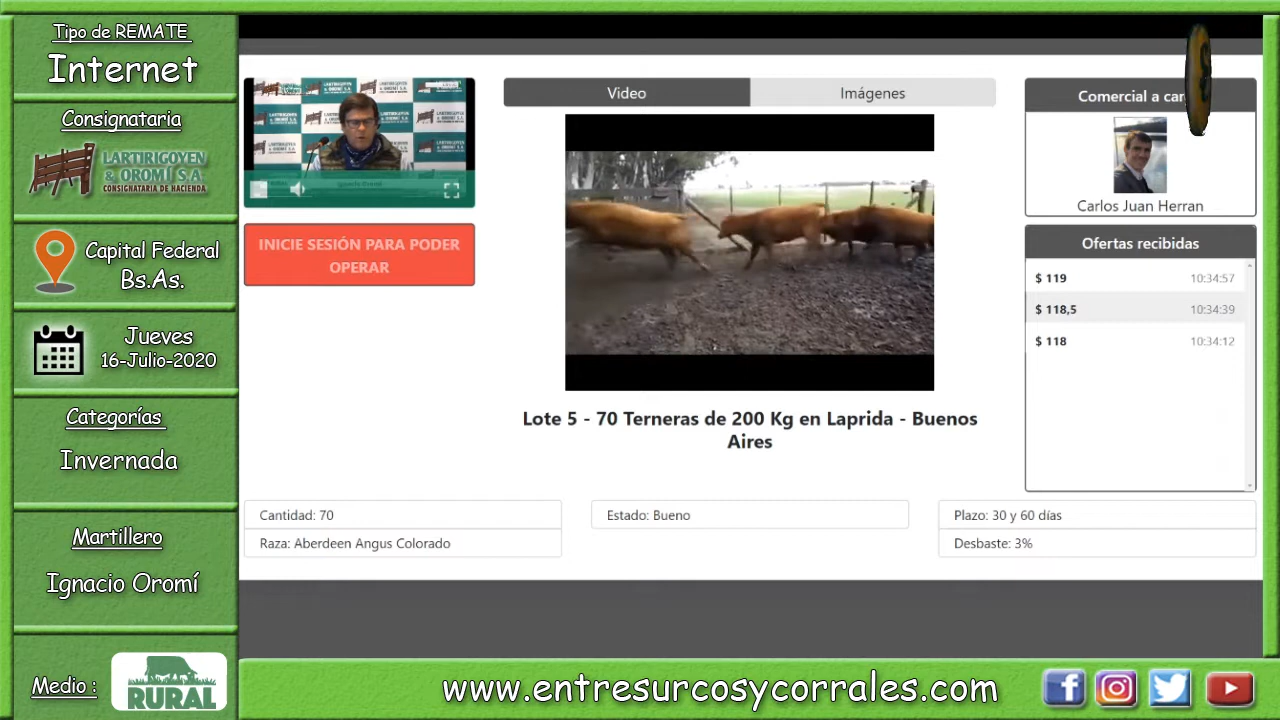 Tipo de REMATE
Internet
Consignataria
LARTIRIGOYEN
& OROMÍ S.A.
CONSIGNATARIA DE HACIENDA
Capital Federal
Bs.As.
Jueves
16-Julio-2020
Categorías
Invernada
Martillero
Ignacio Oromí
Medio :
RURAL
INICIE SESIÓN PARA PODER
OPERAR
Video
Imágenes
Lote 5 - 70 Terneras de 200 Kg en Laprida - Buenos
Aires
Comercial a car
Carlos Juan Herran
Ofertas recibidas
$ 119 10:34:57
$ 118,5 10:34:39
$ 118 10:34:12
Cantidad: 70
Raza: Aberdeen Angus Colorado
Estado: Bueno
Plazo: 30 y 60 días
Desbaste: 3%
www.entresurcosycorrales.com